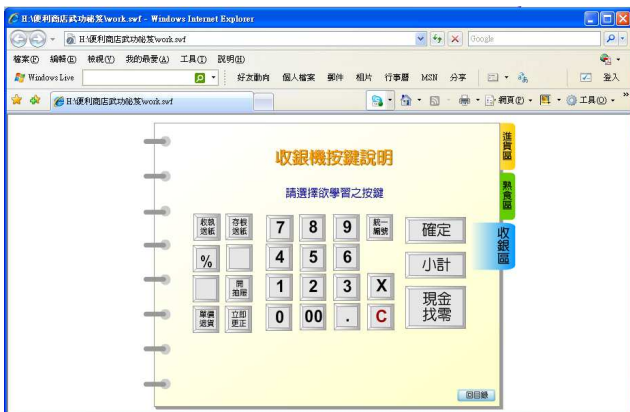 H:\便利商店武功祕笈\work.swf - Windows Internet Explorer
H:\便利商店武功祕笈\work.swf
Google
檔案(F) 編輯(E) 檢視(V) 我的最愛(A) 工具(T) 說明(H)
Windows Live 好友動向 個人檔案 郵件 相片 行事曆 MSN 分享 登入
H:\便利商店武功祕笈\work.swf 網頁(P) 工具(O) »
收銀機按鍵說明
請選擇欲學習之按鍵
進貨區
熟食區
收銀區
收執送紙 存根送紙 7 8 9 統一編號 確定
% 4 5 6 小計
開抽屜 1 2 3 X 現金找零
單價退貨 立即更正 0 00 . C
回目錄